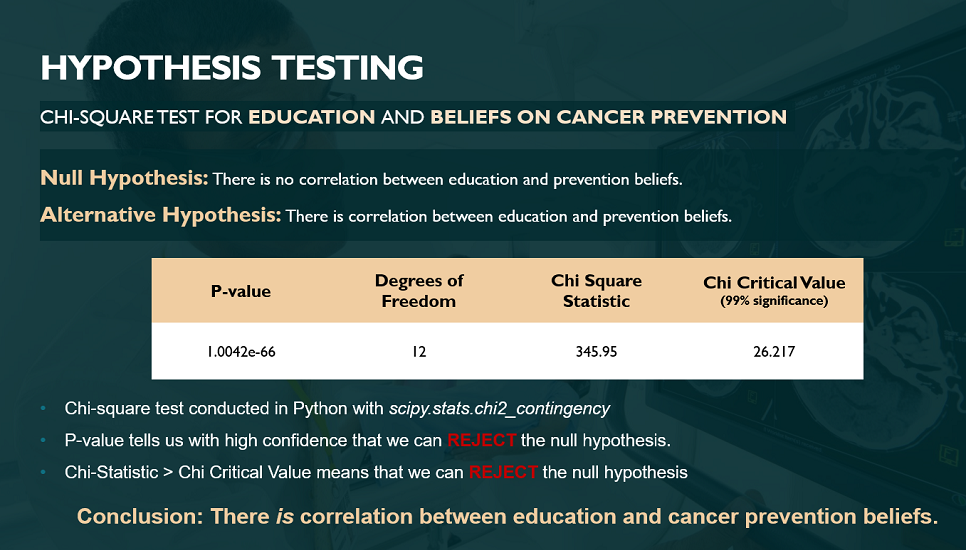 HYPOTHESIS TESTING
CHI-SQUARE TEST FOR EDUCATION AND BELIEFS ON CANCER PREVENTION
Null Hypothesis: There is no correlation between education and prevention beliefs.
Alternative Hypothesis: There is correlation between education and prevention beliefs.
P-value
Degrees of
Freedom
Chi Square
Statistic
Chi Critical Value
(99% significance)
1.0042e-66
12
345.95
26.217
• Chi-square test conducted in Python with scipy.stats.chi2_contingency
• P-value tells us with high confidence that we can REJECT the null hypothesis.
• Chi-Statistic > Chi Critical Value means that we can REJECT the null hypothesis
Conclusion: There is correlation between education and cancer prevention beliefs.